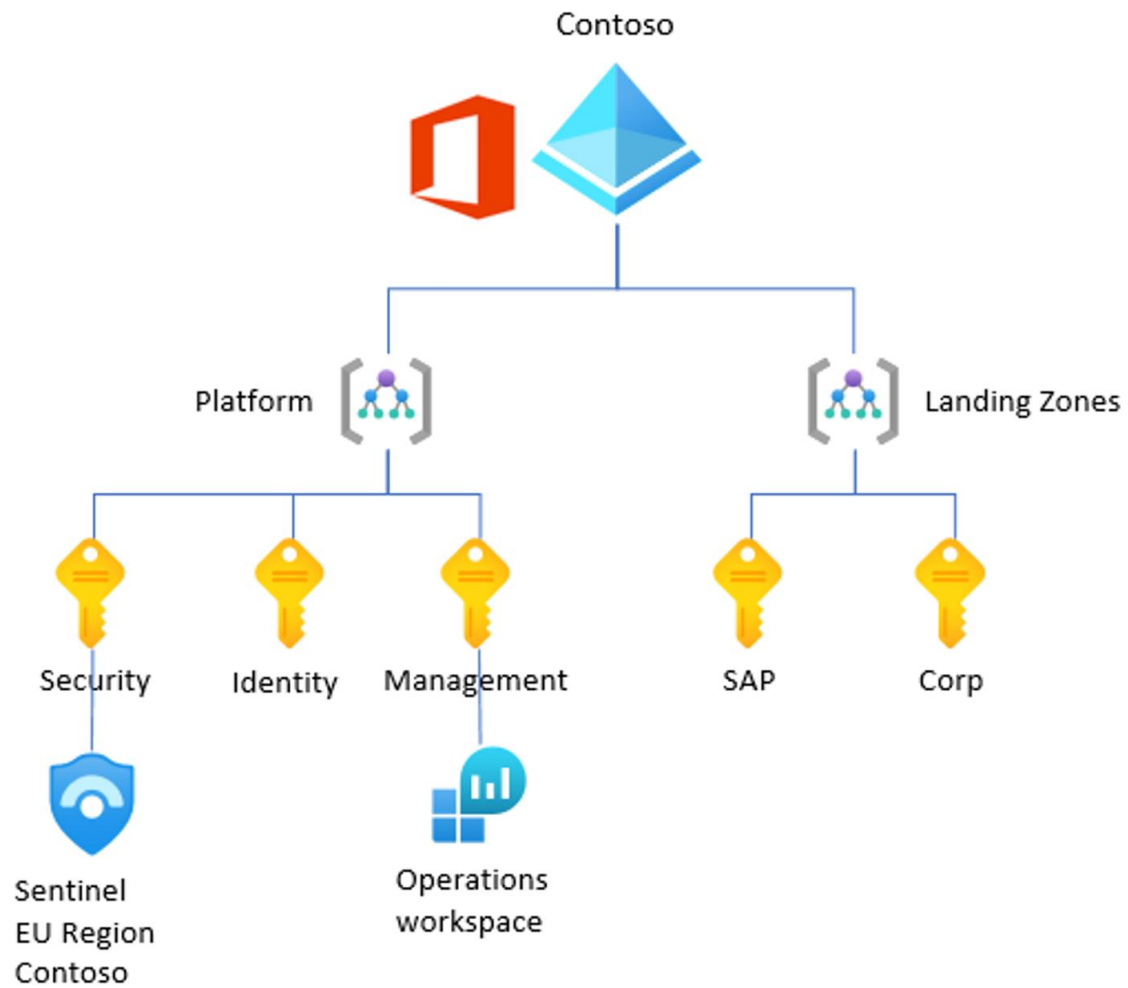 Contoso
Platform
Landing Zones
Security
Identity
Management
SAP
Corp
Sentinel
EU Region
Contoso
Operations
workspace